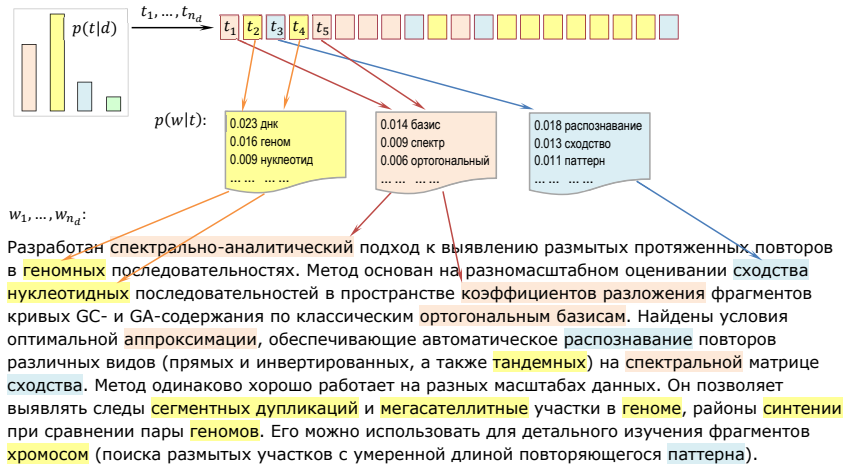 p(t|d)
t₁, …, t_{n_d}
t₁ t₂ t₃ t₄ t₅
p(w|t):
0.023 днк
0.016 геном
0.009 нуклеотид
… … … …
0.014 базис
0.009 спектр
0.006 ортогональный
… … … …
0.018 распознавание
0.013 сходство
0.011 паттерн
… … … …
w₁, …, w_{n_d}:
Разработан спектрально-аналитический подход к выявлению размытых протяженных повторов
в геномных последовательностях. Метод основан на разномасштабном оценивании сходства
нуклеотидных последовательностей в пространстве коэффициентов разложения фрагментов
кривых GC- и GA-содержания по классическим ортогональным базисам. Найдены условия
оптимальной аппроксимации, обеспечивающие автоматическое распознавание повторов
различных видов (прямых и инвертированных, а также тандемных) на спектральной матрице
сходства. Метод одинаково хорошо работает на разных масштабах данных. Он позволяет
выявлять следы сегментных дупликаций и мегасателлитные участки в геноме, районы синтении
при сравнении пары геномов. Его можно использовать для детального изучения фрагментов
хромосом (поиска размытых участков с умеренной длиной повторяющегося паттерна).